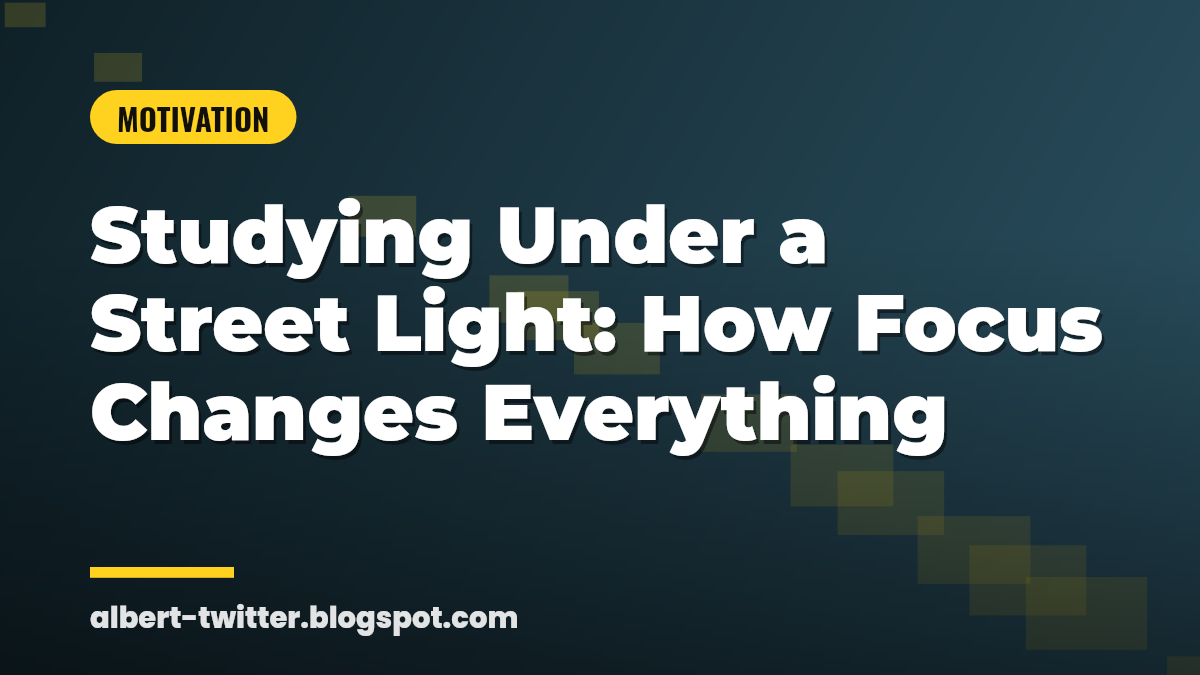 MOTIVATION
Studying Under a
Street Light: How Focus
Changes Everything
albert-twitter.blogspot.com